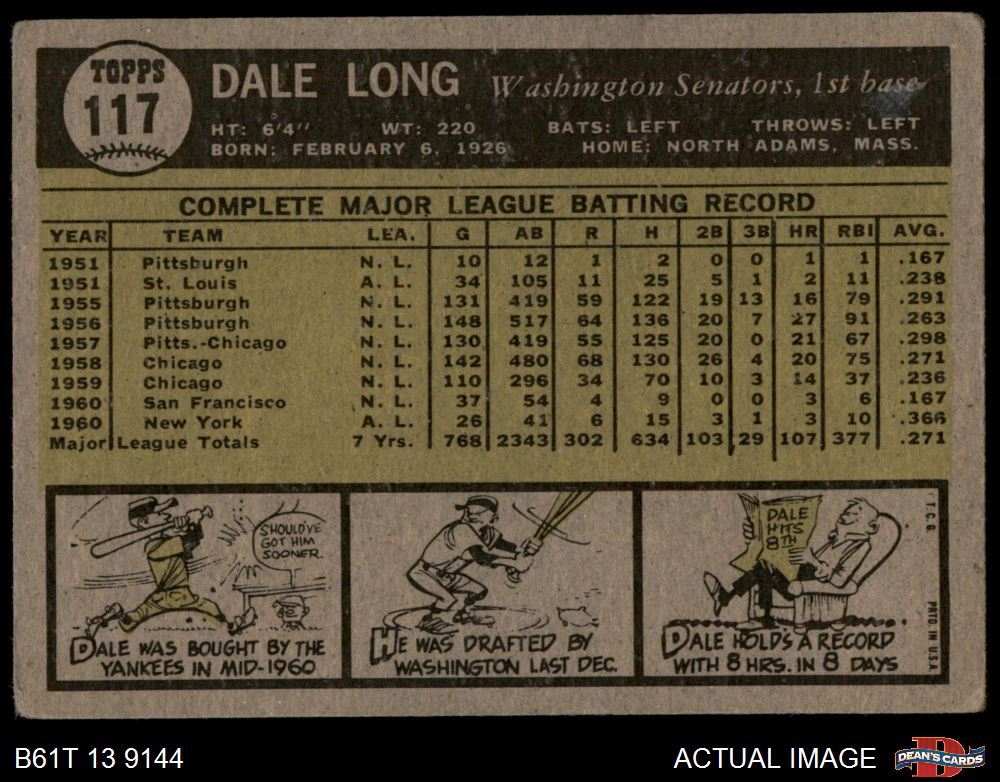 TOPPS
117
DALE LONG Washington Senators, 1st base
HT: 6'4" WT: 220 BATS: LEFT THROWS: LEFT
BORN: FEBRUARY 6, 1926 HOME: NORTH ADAMS, MASS.
COMPLETE MAJOR LEAGUE BATTING RECORD
YEAR TEAM LEA. G AB R H 2B 3B HR RBI AVG.
1951 Pittsburgh N. L. 10 12 1 2 0 0 1 1 .167
1951 St. Louis A. L. 34 105 11 25 5 1 2 11 .238
1955 Pittsburgh N. L. 131 419 59 122 19 13 16 79 .291
1956 Pittsburgh N. L. 148 517 64 136 20 7 27 91 .263
1957 Pitts.-Chicago N. L. 130 419 55 125 20 0 21 67 .298
1958 Chicago N. L. 142 480 68 130 26 4 20 75 .271
1959 Chicago N. L. 110 296 34 70 10 3 14 37 .236
1960 San Francisco N. L. 37 54 4 9 0 0 3 6 .167
1960 New York A. L. 26 41 6 15 3 1 3 10 .366
Major League Totals 7 Yrs. 768 2343 302 634 103 29 107 377 .271
SHOULD'VE
GOT HIM
SOONER.
DALE WAS BOUGHT BY THE
YANKEES IN MID-1960
HE WAS DRAFTED BY
WASHINGTON LAST DEC.
DALE
HITS
8TH
DALE HOLDS A RECORD
WITH 8 HRS. IN 8 DAYS
T.C.G.
PRTD IN U.S.A.
B61T 13 9144
ACTUAL IMAGE
DEAN'S CARDS